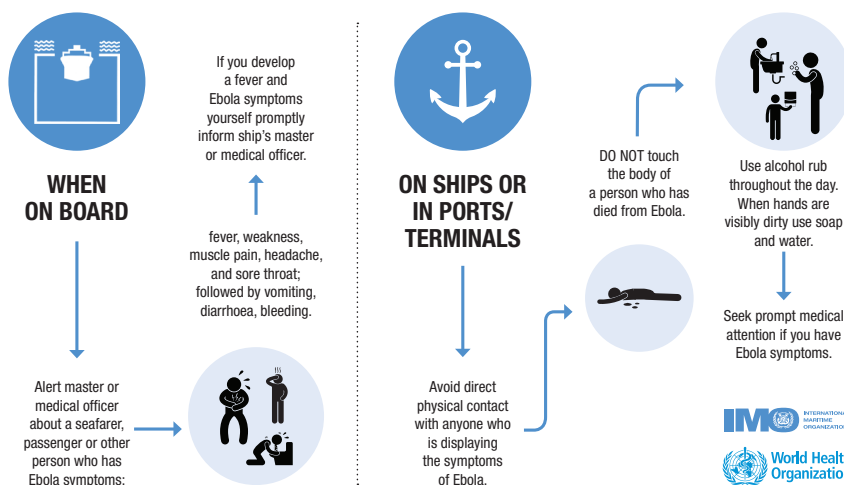 WHEN
ON BOARD
Alert master or
medical officer
about a seafarer,
passenger or other
person who has
Ebola symptoms:
fever, weakness,
muscle pain, headache,
and sore throat;
followed by vomiting,
diarrhoea, bleeding.
If you develop
a fever and
Ebola symptoms
yourself promptly
inform ship's master
or medical officer.
ON SHIPS OR
IN PORTS/
TERMINALS
Avoid direct
physical contact
with anyone who
is displaying
the symptoms
of Ebola.
DO NOT touch
the body of
a person who has
died from Ebola.
Use alcohol rub
throughout the day.
When hands are
visibly dirty use soap
and water.
Seek prompt medical
attention if you have
Ebola symptoms.
IMO
INTERNATIONA
MARITIME
ORGANIZATIO
World Healt
Organizatio